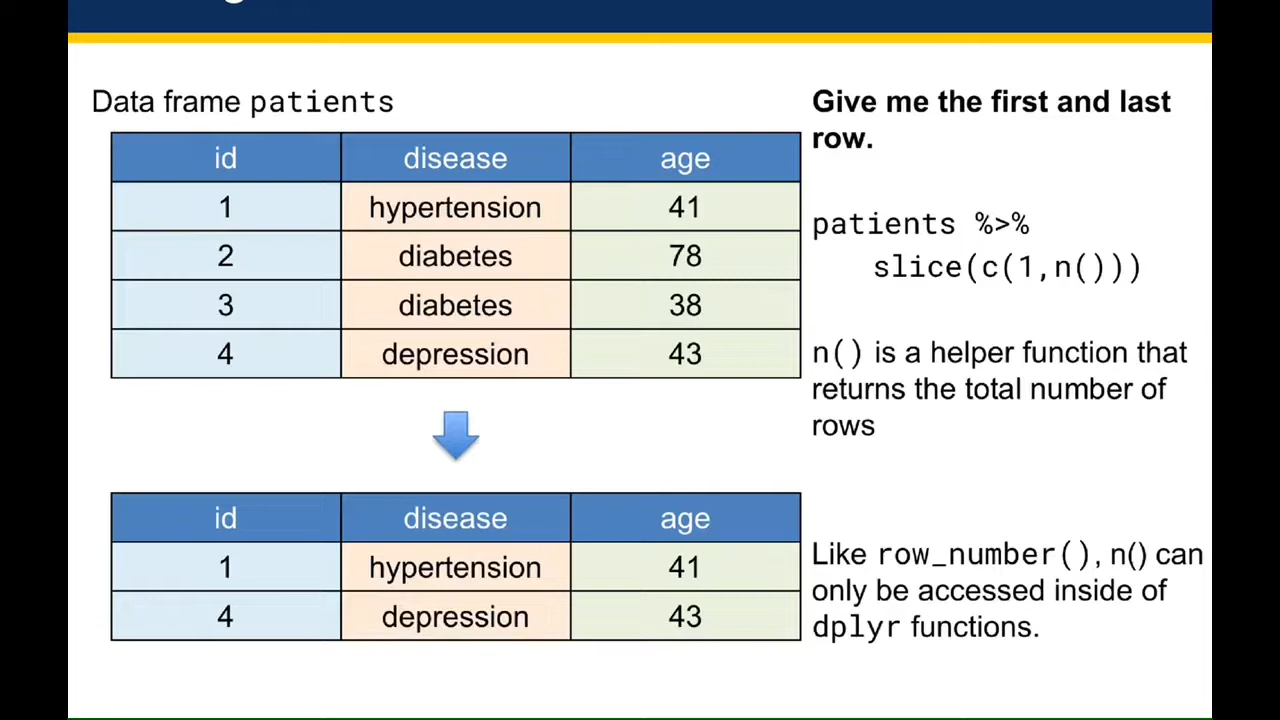 Data frame patients
id disease age
1 hypertension 41
2 diabetes 78
3 diabetes 38
4 depression 43
id disease age
1 hypertension 41
4 depression 43
Give me the first and last
row.
patients %>%
slice(c(1,n()))
n() is a helper function that
returns the total number of
rows
Like row_number(), n() can
only be accessed inside of
dplyr functions.